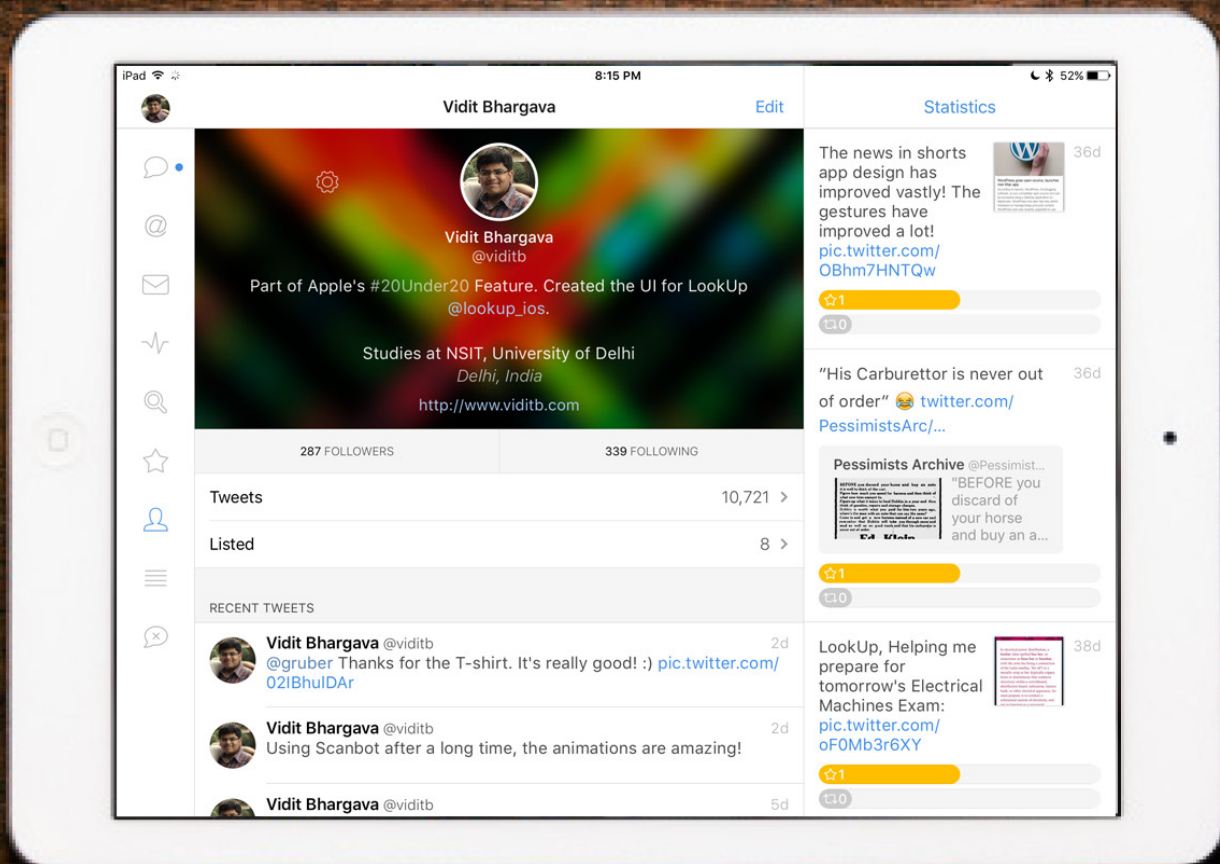 iPad
8:15 PM
52%
Vidit Bhargava
Edit
Statistics
Vidit Bhargava
@viditb
Part of Apple's #20Under20 Feature. Created the UI for LookUp
@lookup_ios.
Studies at NSIT, University of Delhi
Delhi, India
http://www.viditb.com
287 FOLLOWERS
339 FOLLOWING
Tweets
10,721
Listed
8
RECENT TWEETS
Vidit Bhargava @viditb
2d
@gruber Thanks for the T-shirt. It's really good! :) pic.twitter.com/
02IBhulDAr
Vidit Bhargava @viditb
2d
Using Scanbot after a long time, the animations are amazing!
Vidit Bhargava @viditb
5d
The news in shorts
36d
app design has
improved vastly! The
gestures have
improved a lot!
pic.twitter.com/
OBhm7HNTQw
1
0
“His Carburettor is never out
36d
of order” 😂 twitter.com/
PessimistsArc/...
Pessimists Archive @Pessimist...
"BEFORE you
discard of
your horse
and buy an a...
Ed. Klein
1
0
LookUp, Helping me
38d
prepare for
tomorrow's Electrical
Machines Exam:
pic.twitter.com/
oF0Mb3r6XY
1
0